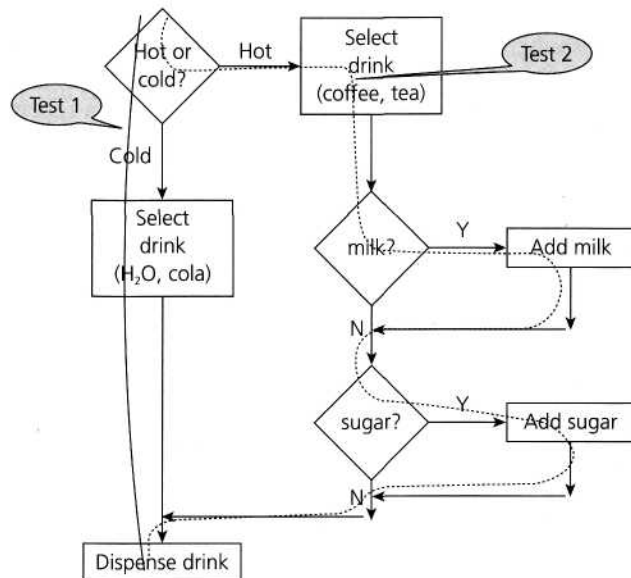 Hot or
cold?
Hot
Select
drink
(coffee, tea)
Test 2
Test 1
Cold
Select
drink
(H₂O, cola)
milk?
Y
Add milk
N
sugar?
Y
Add sugar
N
Dispense drink